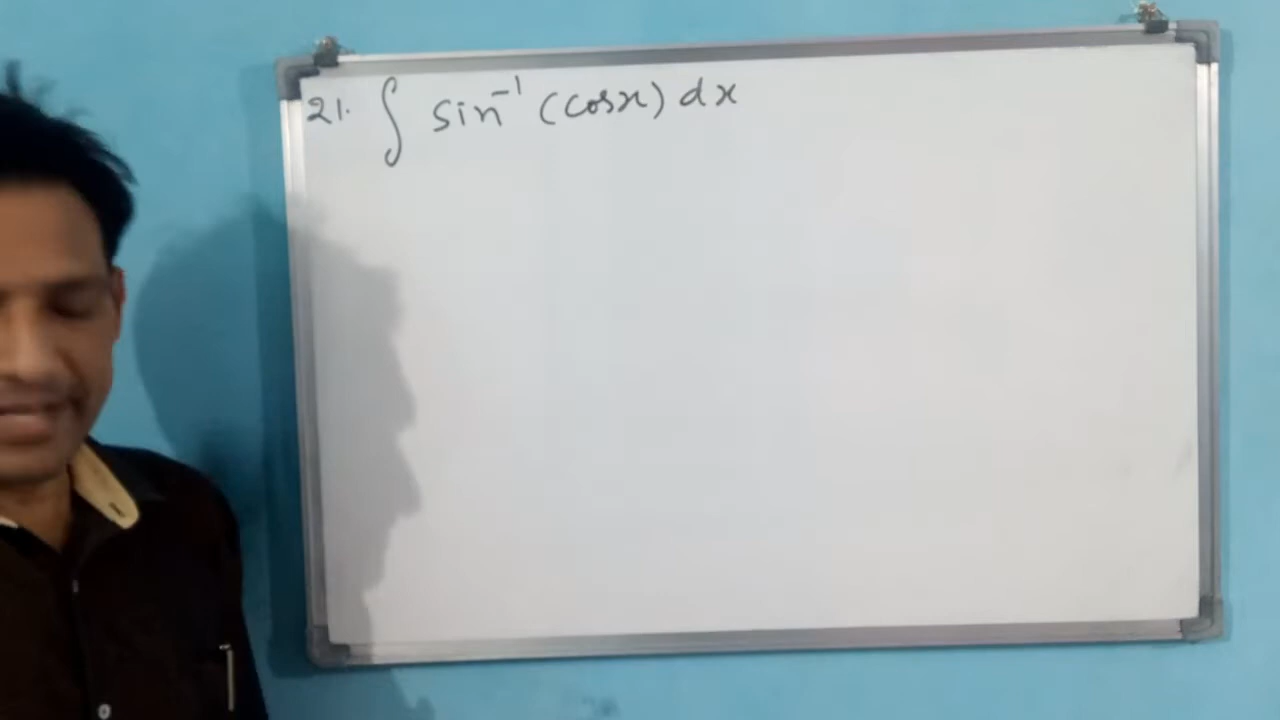 21. ∫ sin⁻¹ (cosx) dx